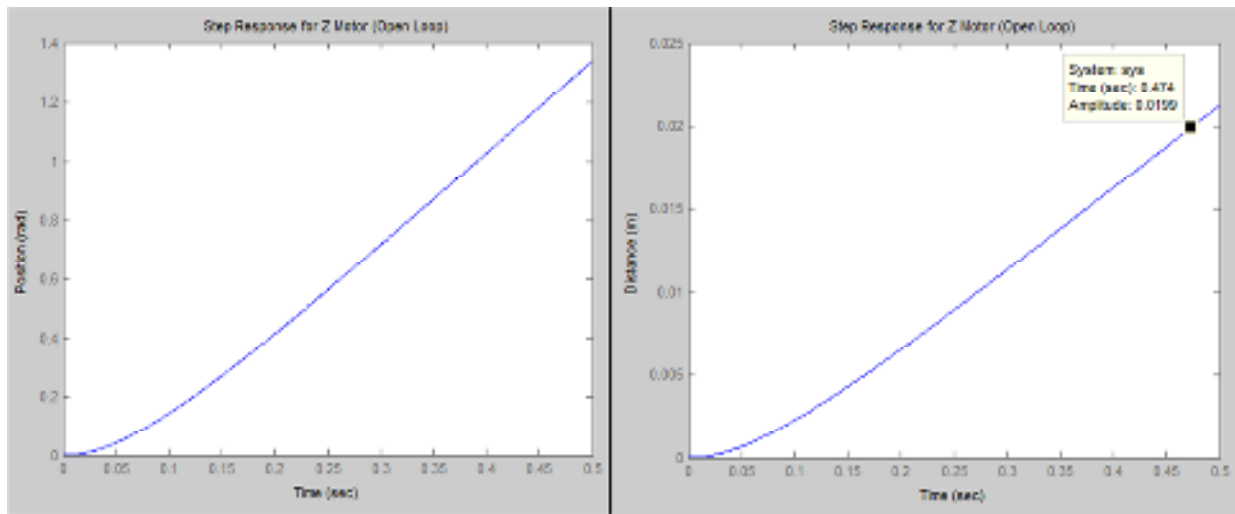 Step Response for Z Motor (Open Loop)
1.4
1.2
1
0.8
0.6
0.4
0.2
0
Position (rad)
0 0.05 0.1 0.15 0.2 0.25 0.3 0.35 0.4 0.45 0.5
Time (sec)
Step Response for Z Motor (Open Loop)
0.025
0.02
0.015
0.01
0.005
0
Distance (in)
System: sys
Time (sec): 0.474
Amplitude: 0.0199
0 0.05 0.1 0.15 0.2 0.25 0.3 0.35 0.4 0.45 0.5
Time (sec)